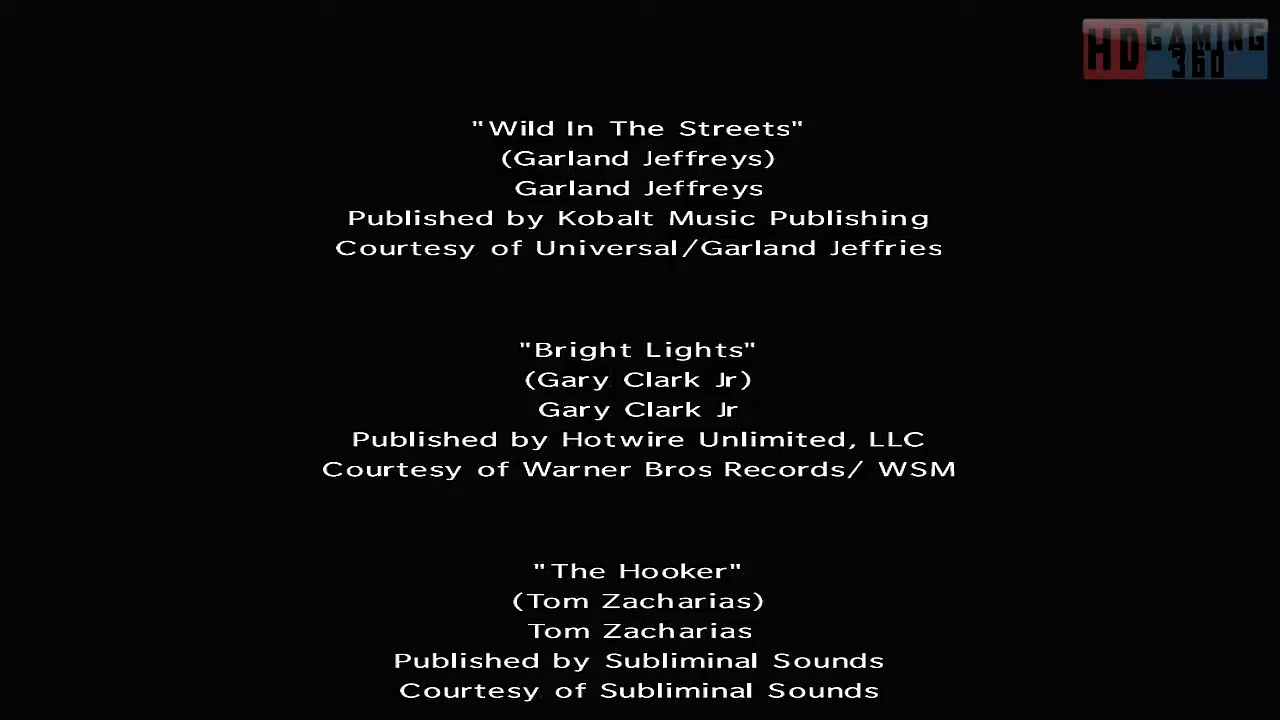 HD GAMING
360
"Wild In The Streets"
(Garland Jeffreys)
Garland Jeffreys
Published by Kobalt Music Publishing
Courtesy of Universal/Garland Jeffries
"Bright Lights"
(Gary Clark Jr)
Gary Clark Jr
Published by Hotwire Unlimited, LLC
Courtesy of Warner Bros Records/ WSM
"The Hooker"
(Tom Zacharias)
Tom Zacharias
Published by Subliminal Sounds
Courtesy of Subliminal Sounds